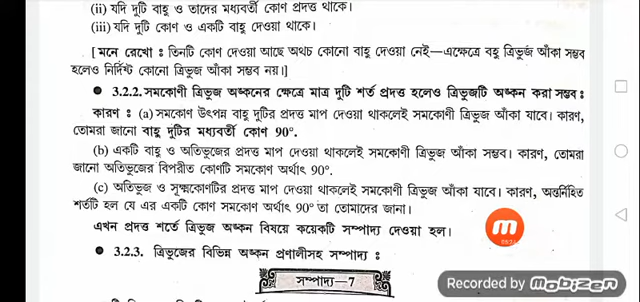 (ii) যদি দুটি বাহু ও তাদের মধ্যবর্তী কোণ প্রদত্ত থাকে।
(iii) যদি দুটি কোণ ও একটি বাহু দেওয়া থাকে।
[ মনে রেখো : তিনটি কোণ দেওয়া আছে অথচ কোনো বাহু দেওয়া নেই—এক্ষেত্রে বহু ত্রিভুজ আঁকা সম্ভব
হলেও নির্দিষ্ট কোনো ত্রিভুজ আঁকা সম্ভব নয়।]
● 3.2.2. সমকোণী ত্রিভুজ অঙ্কনের ক্ষেত্রে মাত্র দুটি শর্ত প্রদত্ত হলেও ত্রিভুজটি অঙ্কন করা সম্ভব :
কারণ : (a) সমকোণ উৎপন্ন বাহু দুটির প্রদত্ত মাপ দেওয়া থাকলেই সমকোণী ত্রিভুজ আঁকা যাবে। কারণ,
তোমরা জানো বাহু দুটির মধ্যবর্তী কোণ 90°.
(b) একটি বাহু ও অতিভুজের প্রদত্ত মাপ দেওয়া থাকলেই সমকোণী ত্রিভুজ আঁকা সম্ভব। কারণ, তোমরা
জানো অতিভুজের বিপরীত কোণটি সমকোণ অর্থাৎ 90°.
(c) অতিভুজ ও সূক্ষ্মকোণটির প্রদত্ত মাপ দেওয়া থাকলেই সমকোণী ত্রিভুজ আঁকা যাবে। কারণ, অন্তর্নিহিত
শর্তটি হল যে এর একটি কোণ সমকোণ অর্থাৎ 90° তা তোমাদের জানা।
এখন প্রদত্ত শর্তে ত্রিভুজ অঙ্কন বিষয়ে কয়েকটি সম্পাদ্য দেওয়া হল।
● 3.2.3. ত্রিভুজের বিভিন্ন অঙ্কন প্রণালীসহ সম্পাদ্য :
সম্পাদ্য—7
Recorded by mobizen